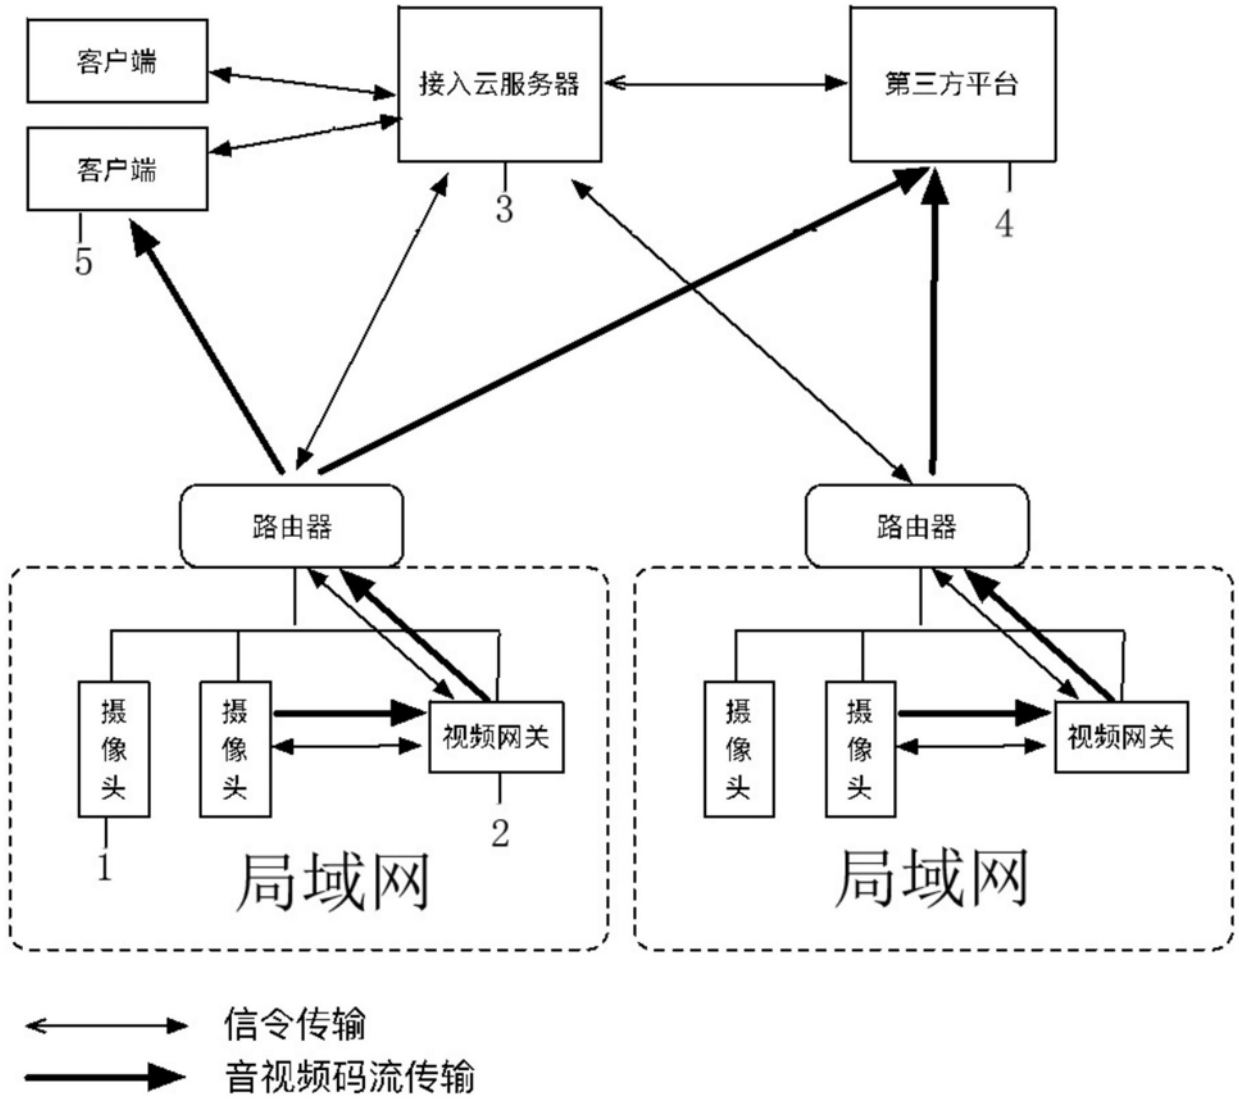 客户端
接入云服务器
第三方平台
客户端
3
4
5
路由器
路由器
摄像头
摄像头
视频网关
摄像头
摄像头
视频网关
1
2
局域网
局域网
信令传输
音视频码流传输